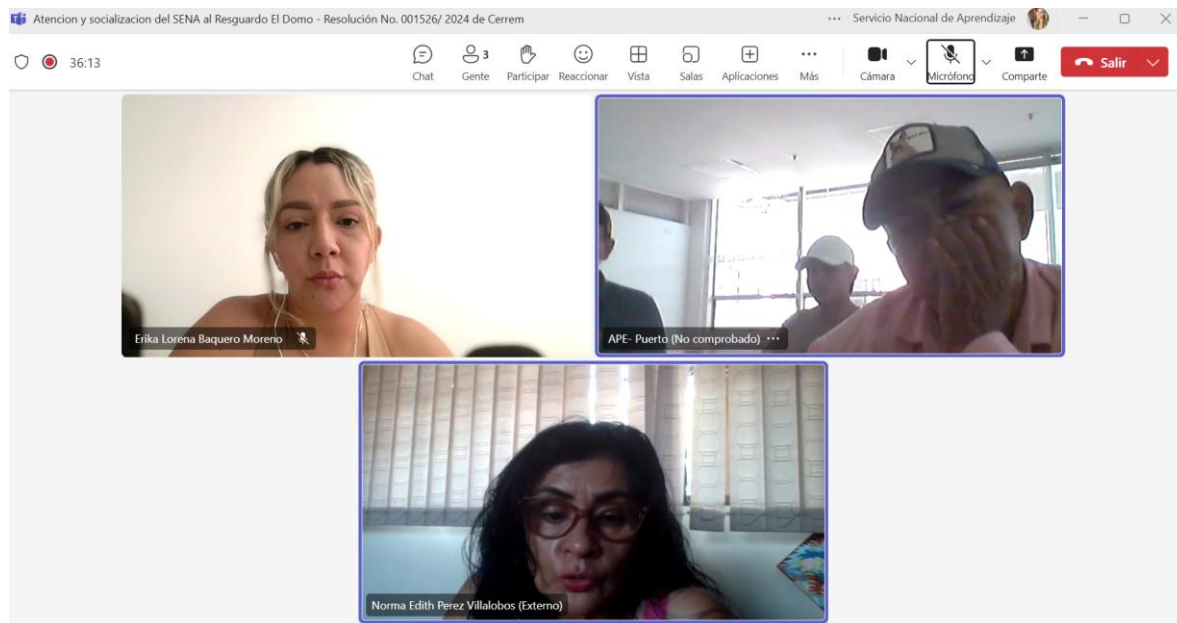 Atencion y socializacion del SENA al Resguardo El Domo - Resolución No. 001526/ 2024 de Cerrem
Servicio Nacional de Aprendizaje
36:13
3
Chat
Gente
Participar
Reaccionar
Vista
Salas
Aplicaciones
Más
Cámara
Micrófono
Comparte
Salir
Erika Lorena Baquero Moreno
APE- Puerto (No comprobado)
Norma Edith Perez Villalobos (Externo)